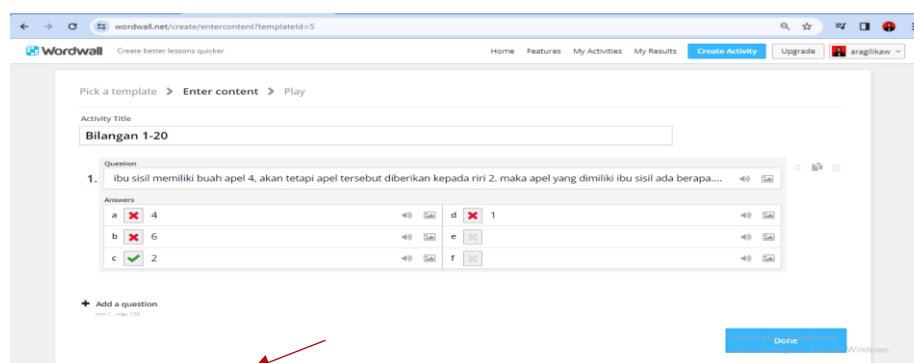 wordwall.net/create/entercontent?templateId=5
Wordwall Create better lessons quicker Home Features My Activities My Results Create Activity Upgrade aragilikaw
Pick a template > Enter content > Play
Activity Title
Bilangan 1-20
Question
1. ibu sisil memiliki buah apel 4, akan tetapi apel tersebut diberikan kepada riri 2. maka apel yang dimiliki ibu sisil ada berapa....
Answers
a 4 d 1
b 6 e
c 2 f
+ Add a question
min 1 max 100
Done
Windows.